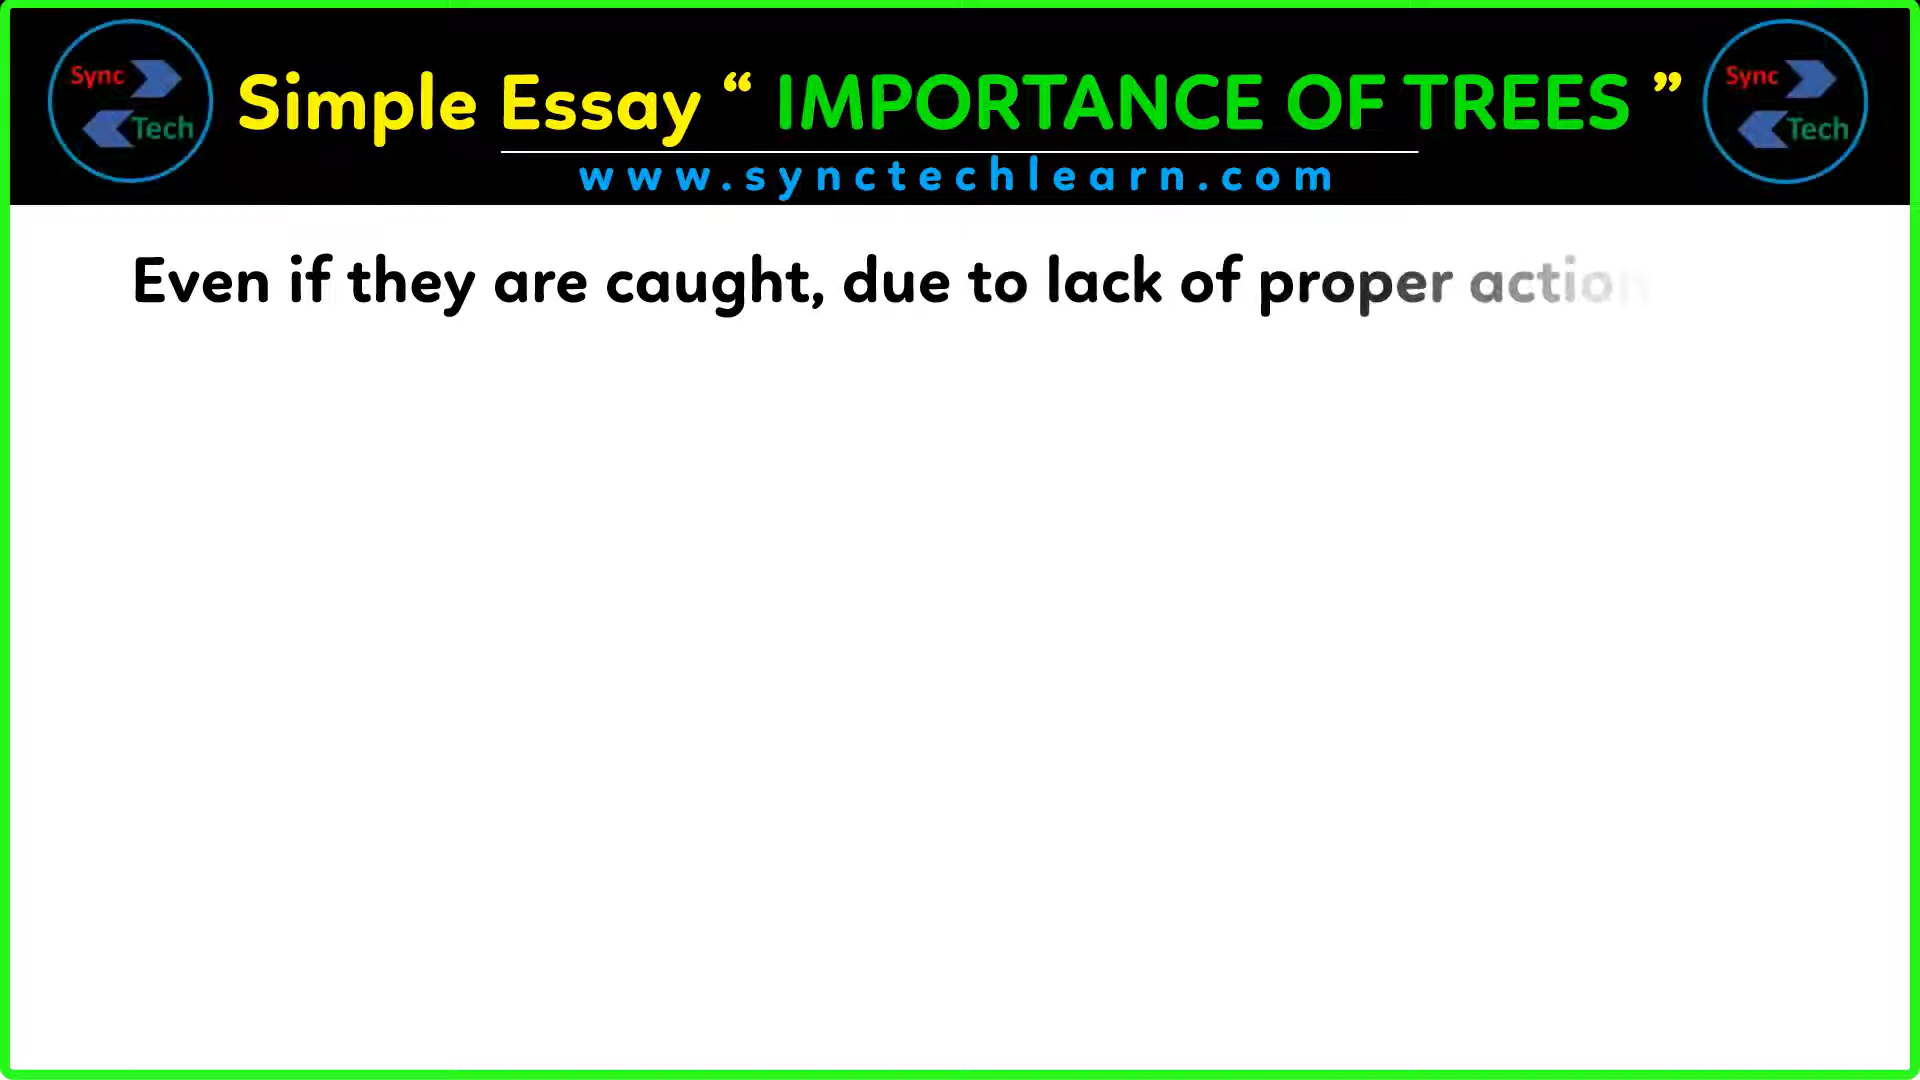 Sync
Tech
Simple Essay “ IMPORTANCE OF TREES ”
www.synctechlearn.com
Sync
Tech
Even if they are caught, due to lack of proper action